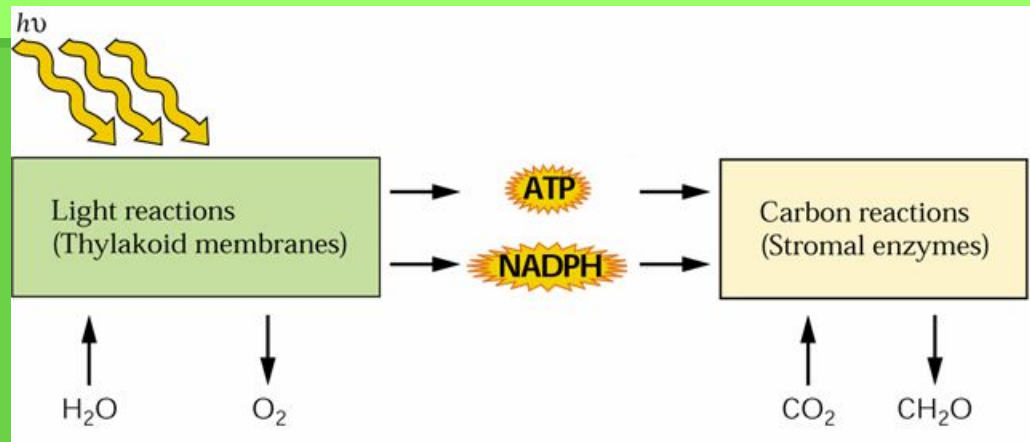 hυ
Light reactions
(Thylakoid membranes)
ATP
NADPH
Carbon reactions
(Stromal enzymes)
H₂O
O₂
CO₂
CH₂O